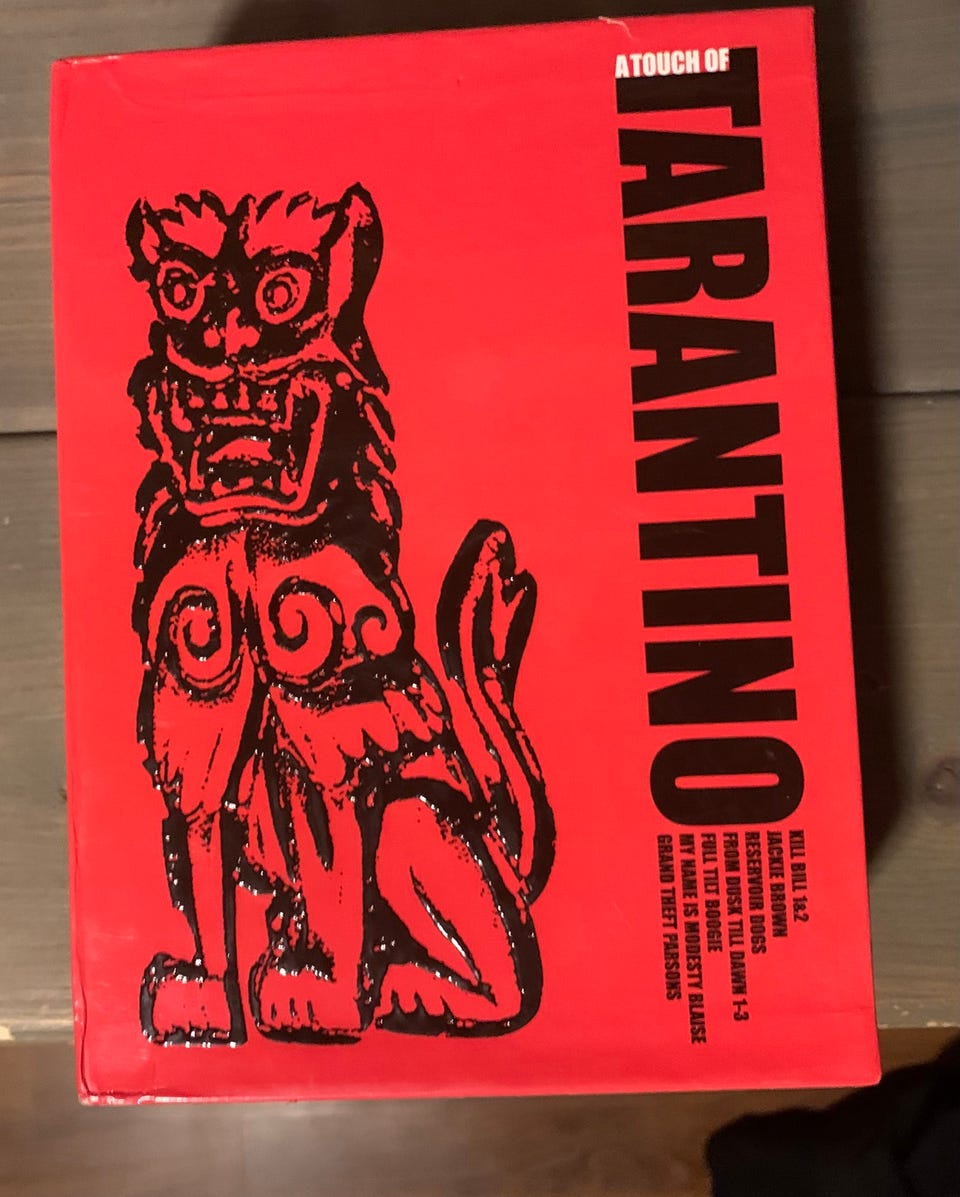 A TOUCH OF
TARANTINO
KILL BILL 1&2
JACKIE BROWN
RESERVOIR DOGS
FROM DUSK TILL DAWN 1-3
FULL TILT BOOGIE
MY NAME IS MODESTY BLAISE
GRAND THEFT PARSONS